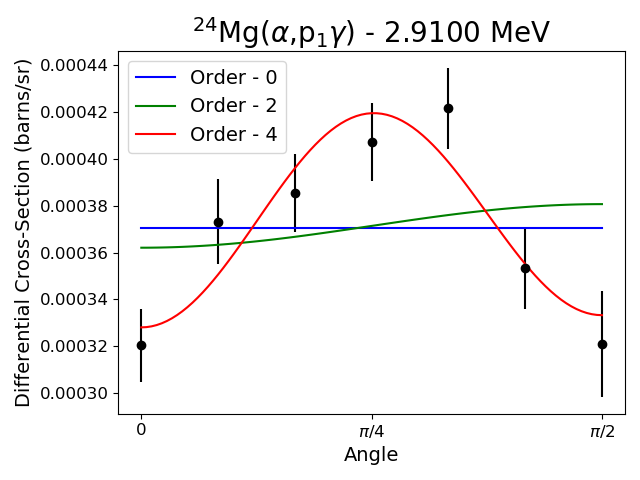 ²⁴Mg(α,p₁γ) - 2.9100 MeV
Order - 0
Order - 2
Order - 4
0.00044
0.00042
0.00040
0.00038
0.00036
0.00034
0.00032
0.00030
Differential Cross-Section (barns/sr)
0 π/4 π/2
Angle